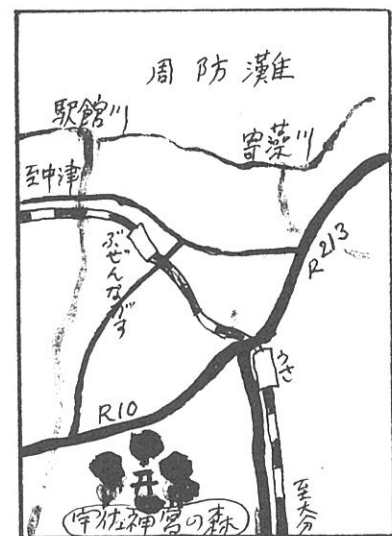 周防灘
駅館川
寄藻川
至中津
ぶぜんながす
R213
うさ
R10
宇佐神宮の森
至大分